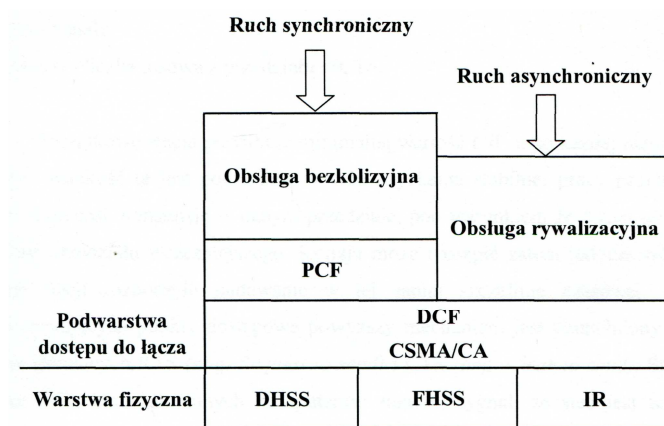 Ruch synchroniczny
Ruch asynchroniczny
Obsługa bezkolizyjna
Obsługa rywalizacyjna
PCF
Podwarstwa
dostępu do łącza
DCF
CSMA/CA
Warstwa fizyczna
DHSS
FHSS
IR